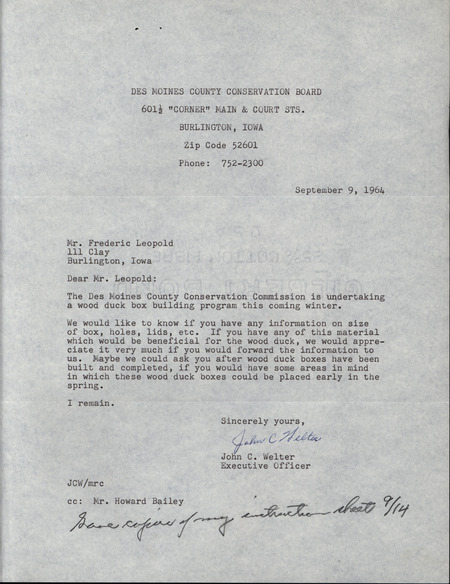 DES MOINES COUNTY CONSERVATION BOARD
601½ "CORNER" MAIN & COURT STS.
BURLINGTON, IOWA
Zip Code 52601
Phone: 752-2300
September 9, 1964
Mr. Frederic Leopold
111 Clay
Burlington, Iowa
Dear Mr. Leopold:
The Des Moines County Conservation Commission is undertaking
a wood duck box building program this coming winter.
We would like to know if you have any information on size
of box, holes, lids, etc. If you have any of this material
which would be beneficial for the wood duck, we would appre-
ciate it very much if you would forward the information to
us. Maybe we could ask you after wood duck boxes have been
built and completed, if you would have some areas in mind
in which these wood duck boxes could be placed early in the
spring.
I remain.
Sincerely yours,
John C Welter
John C. Welter
Executive Officer
JCW/mrc
cc: Mr. Howard Bailey
Gave copies of my instruction sheets 9/14